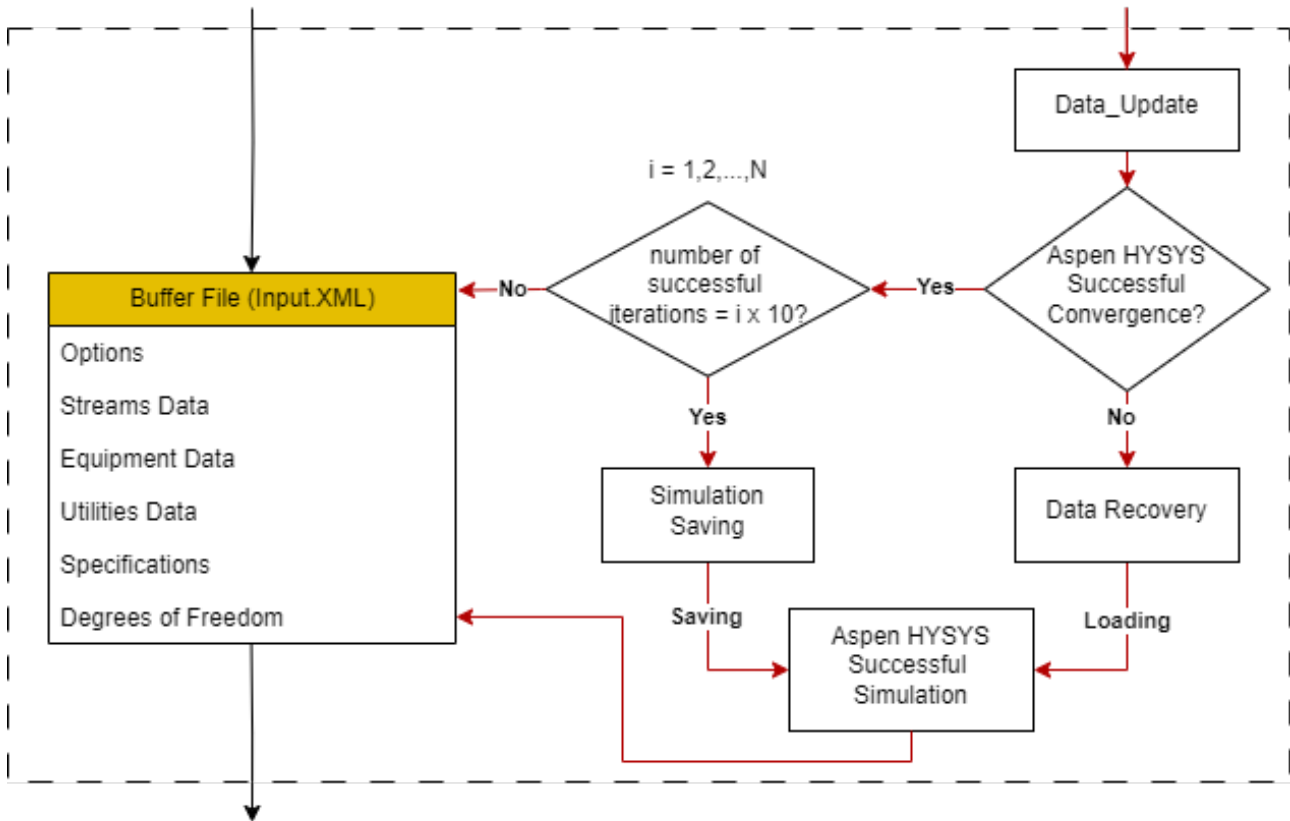 Data_Update
i = 1,2,...,N
number of
successful
iterations = i x 10?
Aspen HYSYS
Successful
Convergence?
Buffer File (Input.XML)
No
Yes
Options
Streams Data
Equipment Data
Utilities Data
Specifications
Degrees of Freedom
Yes
No
Simulation
Saving
Data Recovery
Saving
Loading
Aspen HYSYS
Successful
Simulation